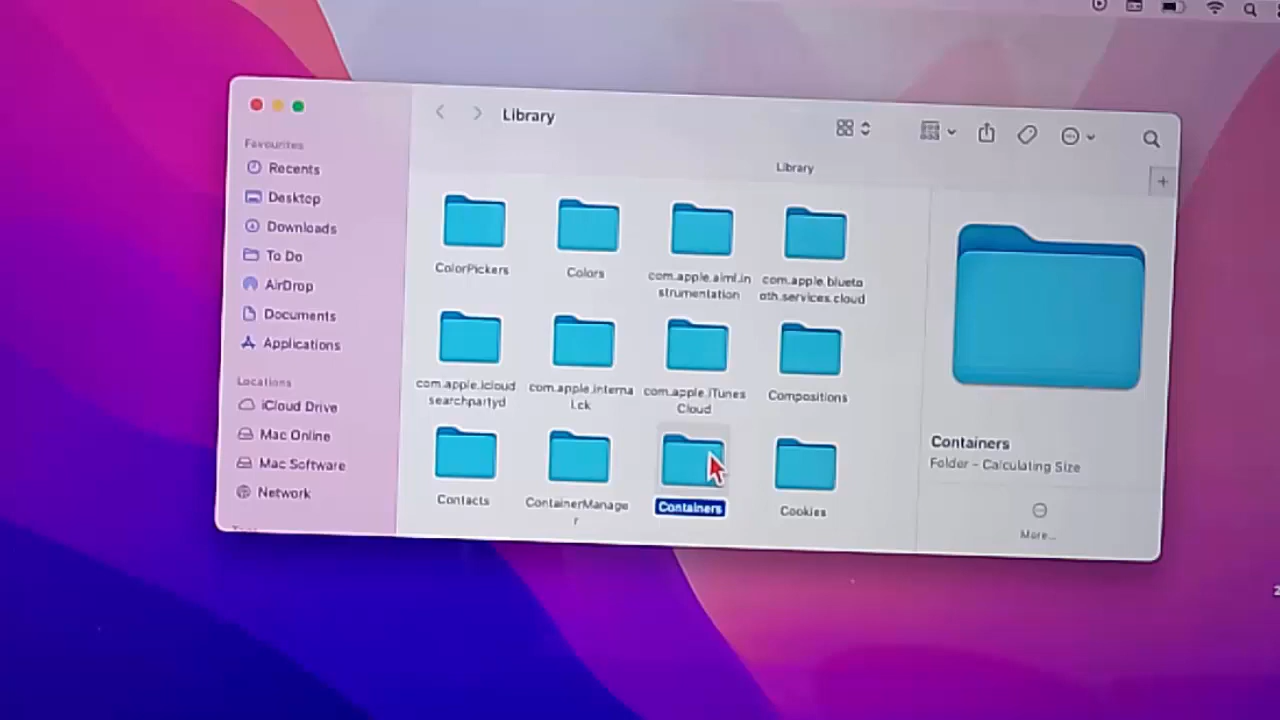 Library
Library
Favourites
Recents
Desktop
Downloads
To Do
AirDrop
Documents
Applications
Locations
iCloud Drive
Mac Online
Mac Software
Network
ColorPickers
Colors
com.apple.aiml.in
strumentation
com.apple.blueto
oth.services.cloud
com.apple.icloud
searchpartyd
com.apple.interna
l.ck
com.apple.iTunes
Cloud
Compositions
Contacts
ContainerManage
r
Containers
Cookies
Containers
Folder - Calculating Size
More...